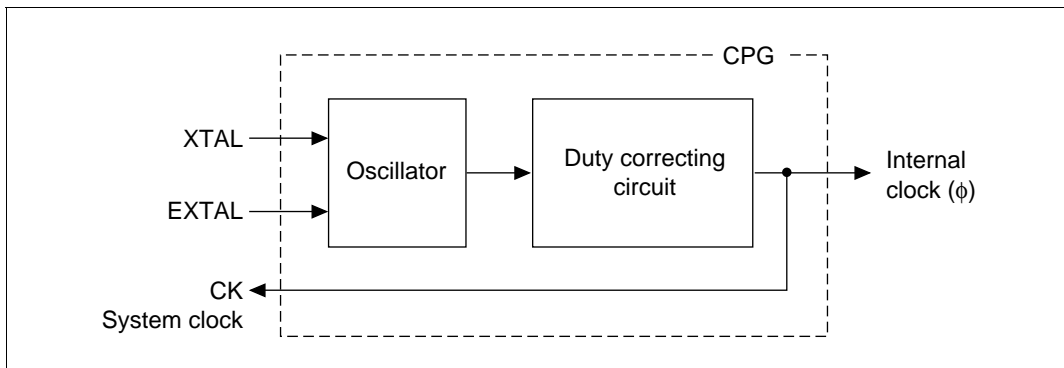 CPG
XTAL
Oscillator
Duty correcting
circuit
Internal
clock (ϕ)
EXTAL
CK
System clock